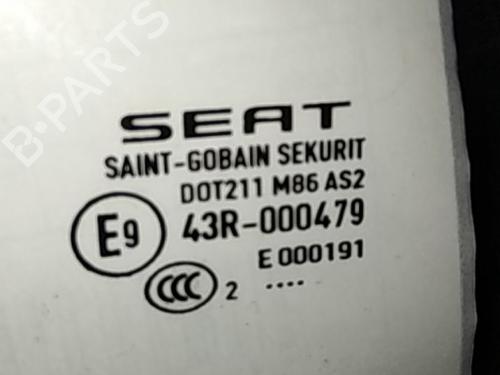 B-PARTS
SEAT
SAINT-GOBAIN SEKURIT
DOT211 M86 AS2
E9 43R-000479
E 000191
CCC 2 ....